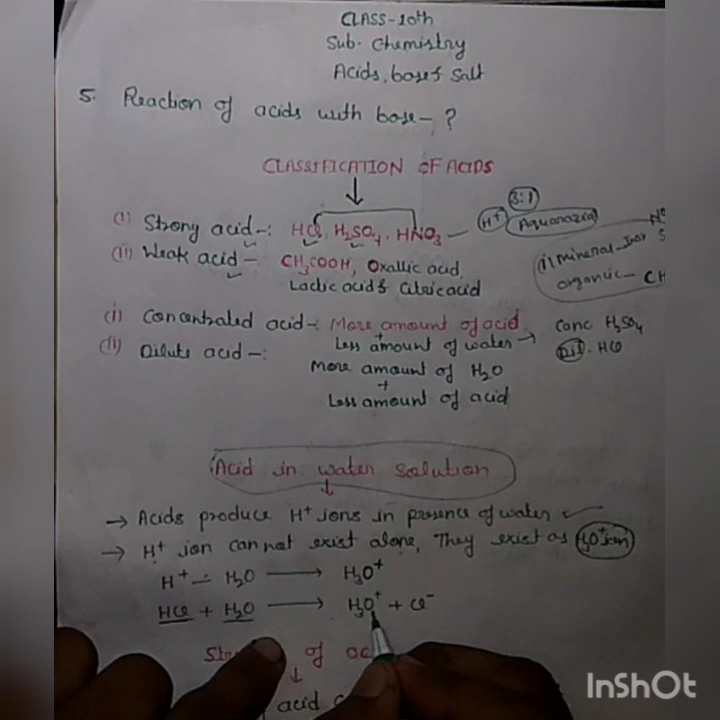 CLASS-10th
Sub- Chemistry
Acids, bases & Salt
5. Reaction of acids with base- ?
CLASSIFICATION OF ACIDS
3:1
(i) Strong acid-: HCl, H2SO4, HNO3 — H+ Aquarazia
(ii) Weak acid - CH3COOH, Oxallic acid,
Lactic acid & Citric acid
(i) mineral-
organic- CH
(i) Concentrated acid-: More amount of acid
+
Less amount of water → Conc H2SO4
(ii) Dilute acid-: Dil. HCl
More amount of H2O
+
Less amount of acid
Acid in water solution
→ Acids produce H+ ions in presence of water
→ H+ ion can not exist alone, They exist as H3O+ ion
H+ - H2O → H3O+
HCl + H2O → H3O+ + Cl-
of
acid
InShOt